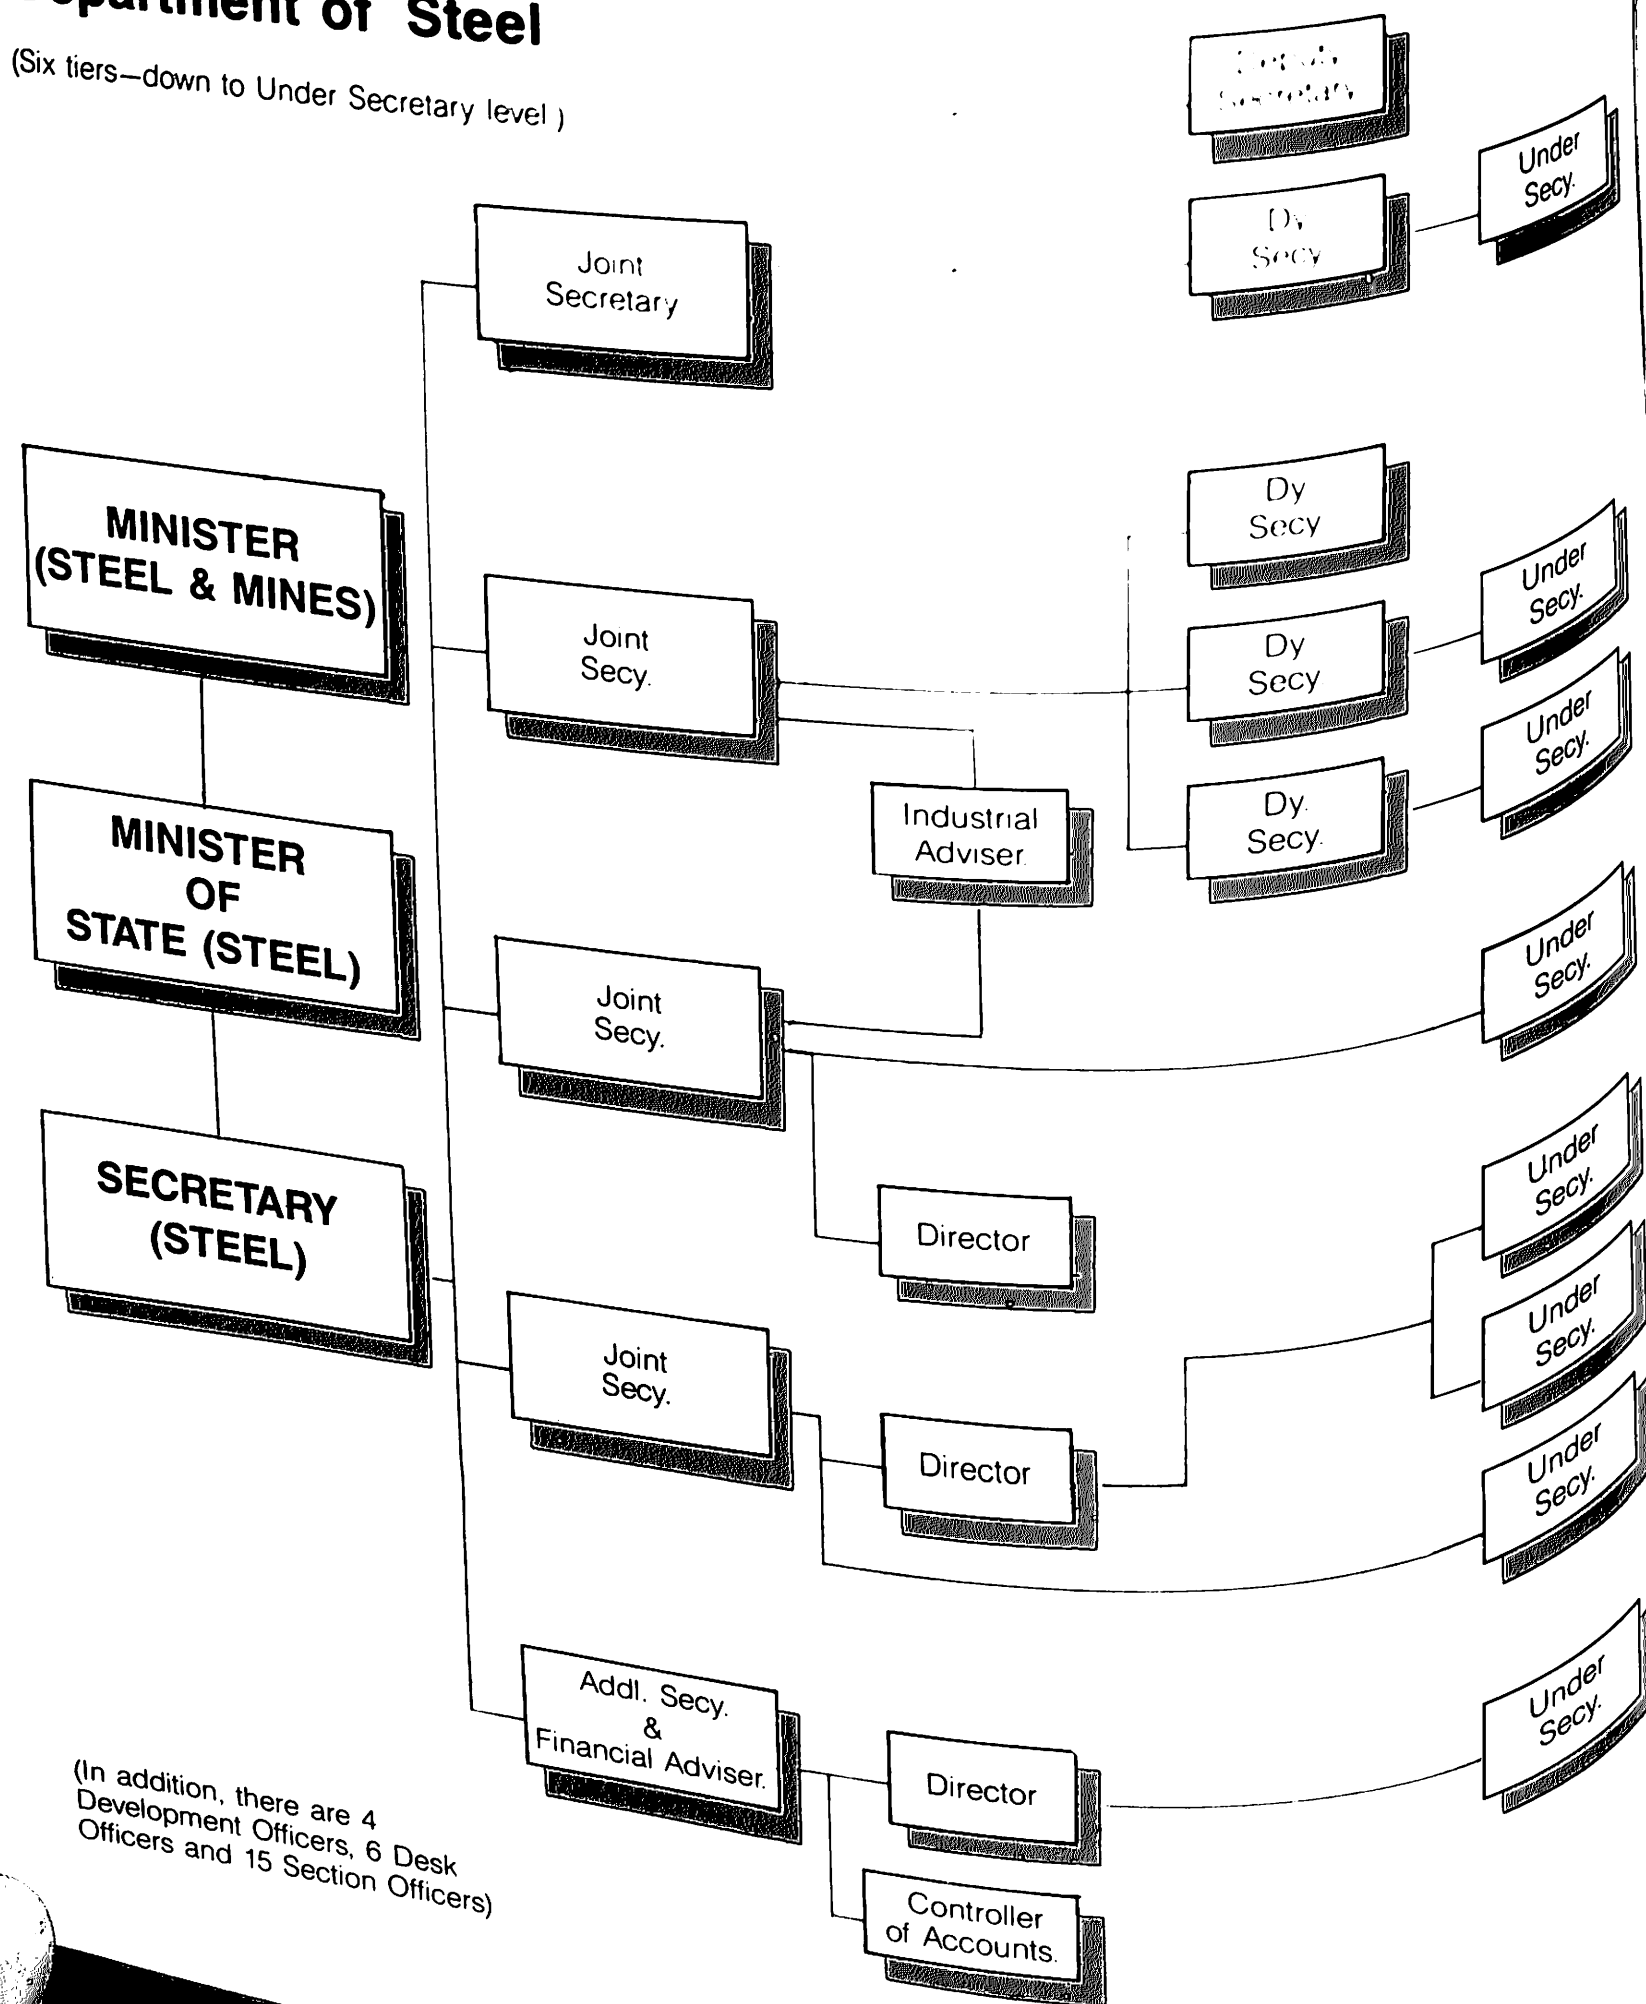 of Steel
(Six tiers—down to Under Secretary level )
Secretary
Under
Secy.
Dy
Secy
Joint
Secretary
MINISTER
(STEEL & MINES)
Joint
Secy.
Dy
Secy
Under
Secy.
Dy
Secy
Under
Secy.
Dy.
Secy.
Industrial
Adviser.
MINISTER
OF
STATE (STEEL)
Joint
Secy.
Under
Secy.
SECRETARY
(STEEL)
Director
Under
Secy.
Under
Secy.
Joint
Secy.
Director
Under
Secy.
Addl. Secy.
&
Financial Adviser.
Director
Under
Secy.
Controller
of Accounts.
(In addition, there are 4
Development Officers, 6 Desk
Officers and 15 Section Officers)